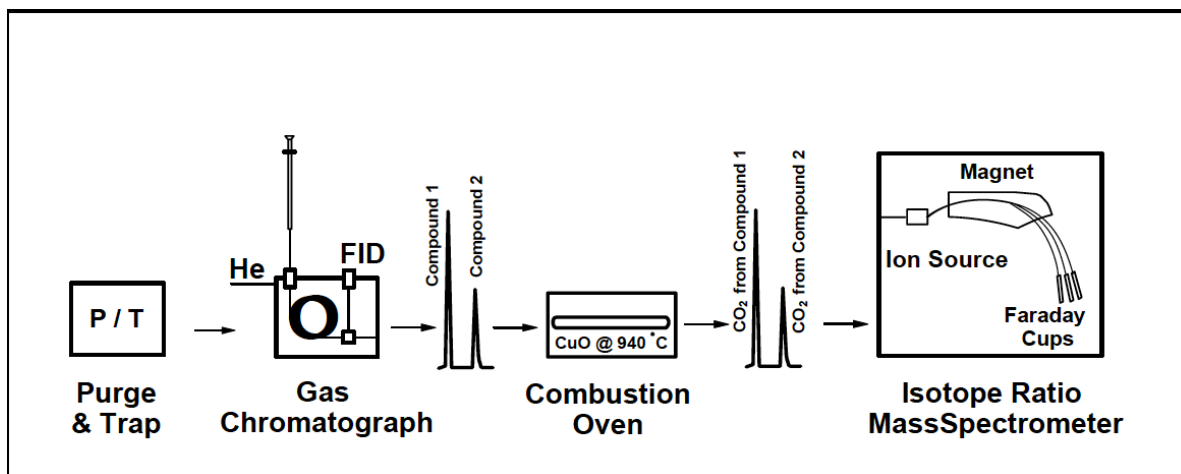 P / T
Purge
& Trap
He
FID
Gas
Chromatograph
Compound 1
Compound 2
CuO @ 940 °C
Combustion
Oven
CO₂ from Compound 1
CO₂ from Compound 2
Magnet
Ion Source
Faraday
Cups
Isotope Ratio
MassSpectrometer